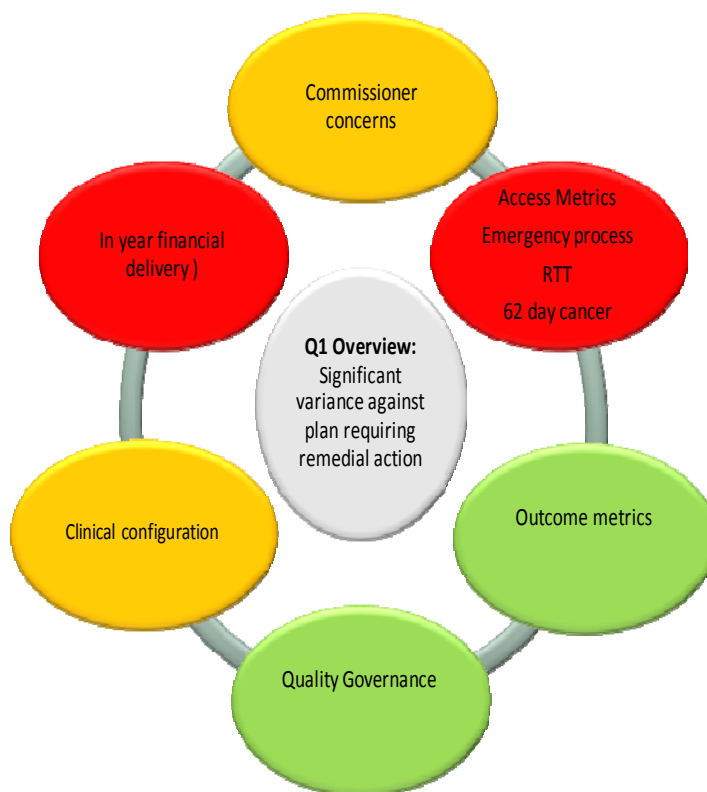 Commissioner
concerns
Access Metrics
Emergency process
RTT
62 day cancer
In year financial
delivery )
Q1 Overview:
Significant
variance against
plan requiring
remedial action
Outcome metrics
Clinical configuration
Quality Governance